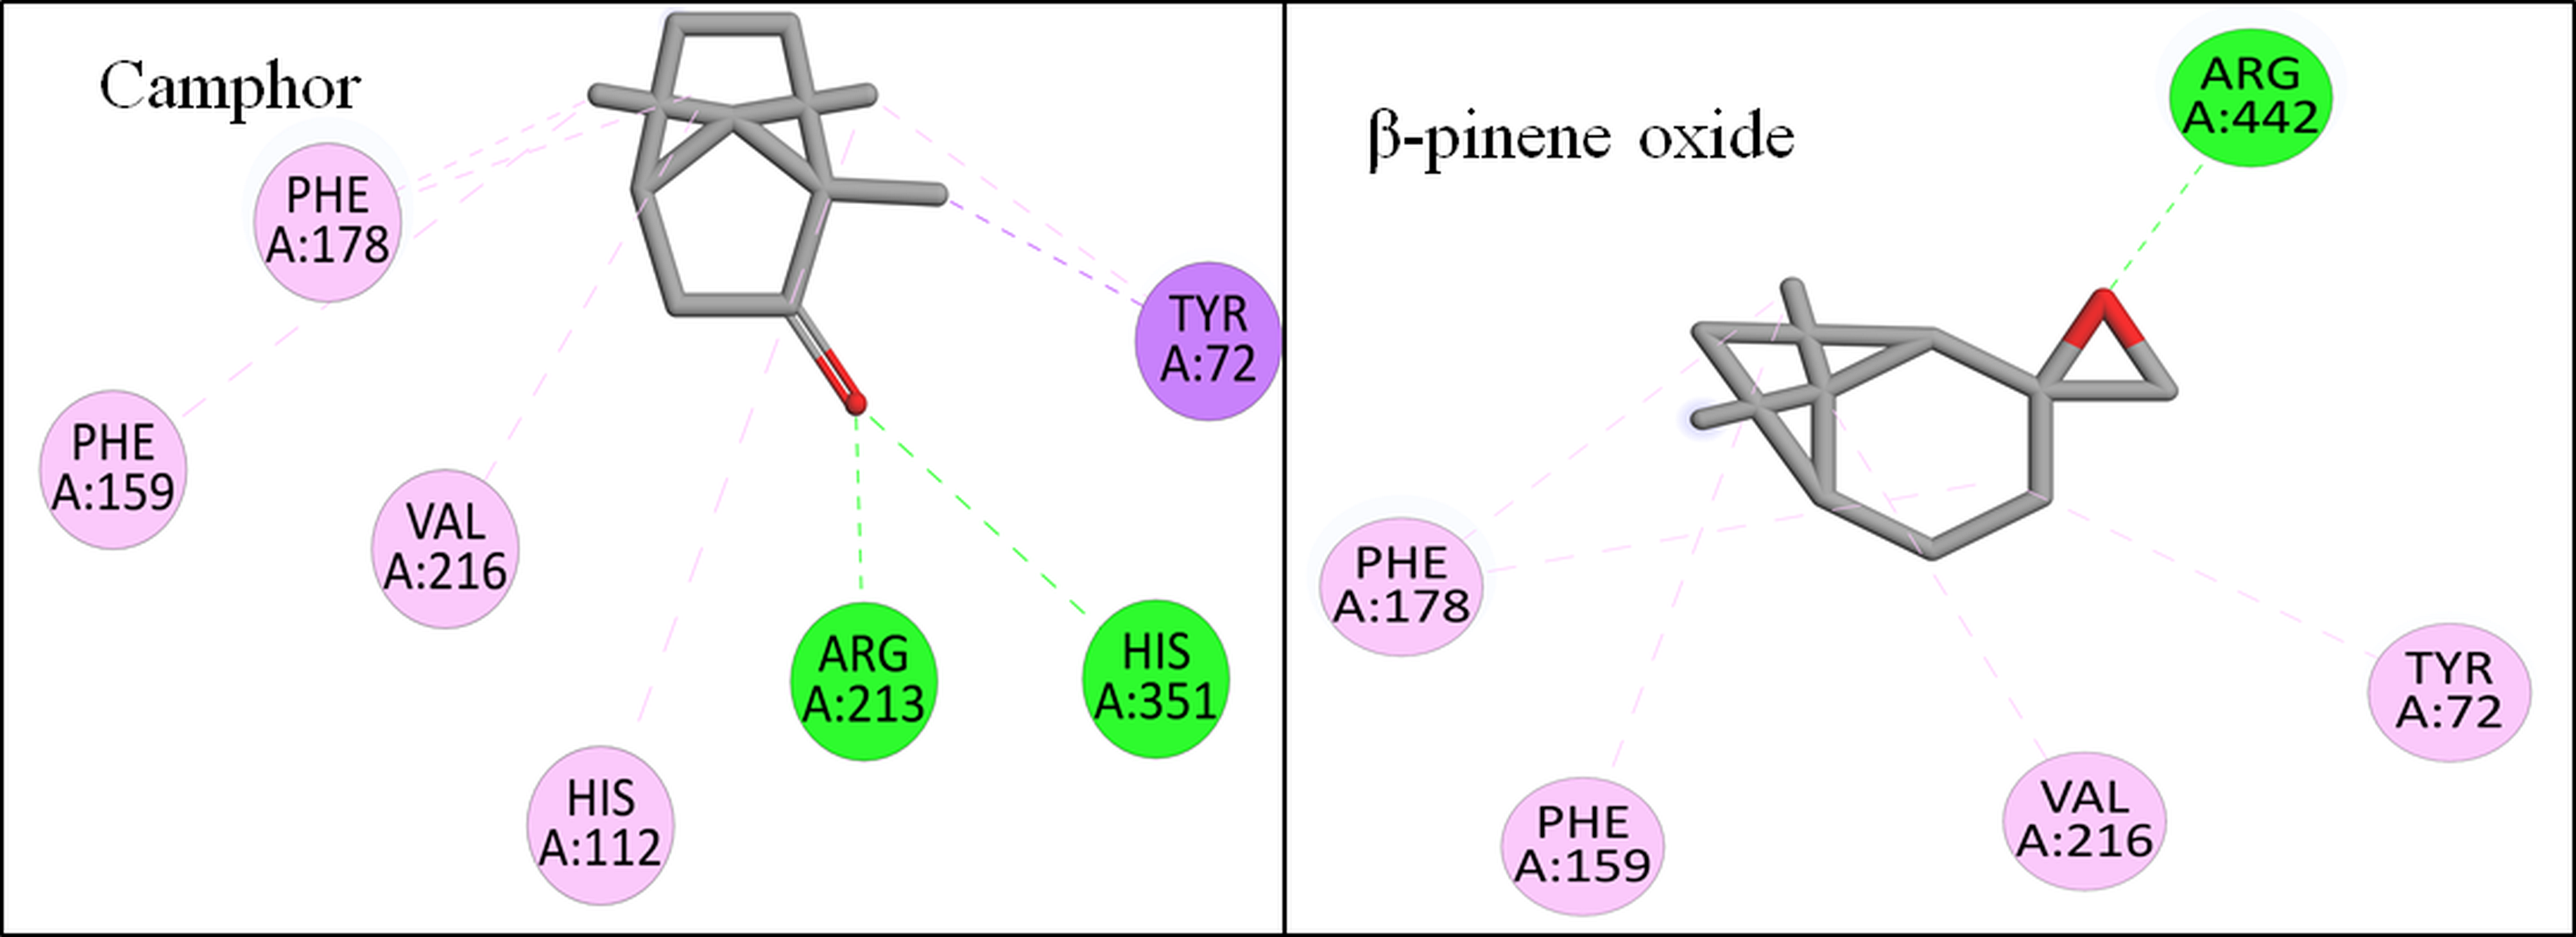 Camphor
PHE
A:178
PHE
A:159
VAL
A:216
HIS
A:112
ARG
A:213
HIS
A:351
TYR
A:72
β-pinene oxide
ARG
A:442
PHE
A:178
PHE
A:159
VAL
A:216
TYR
A:72